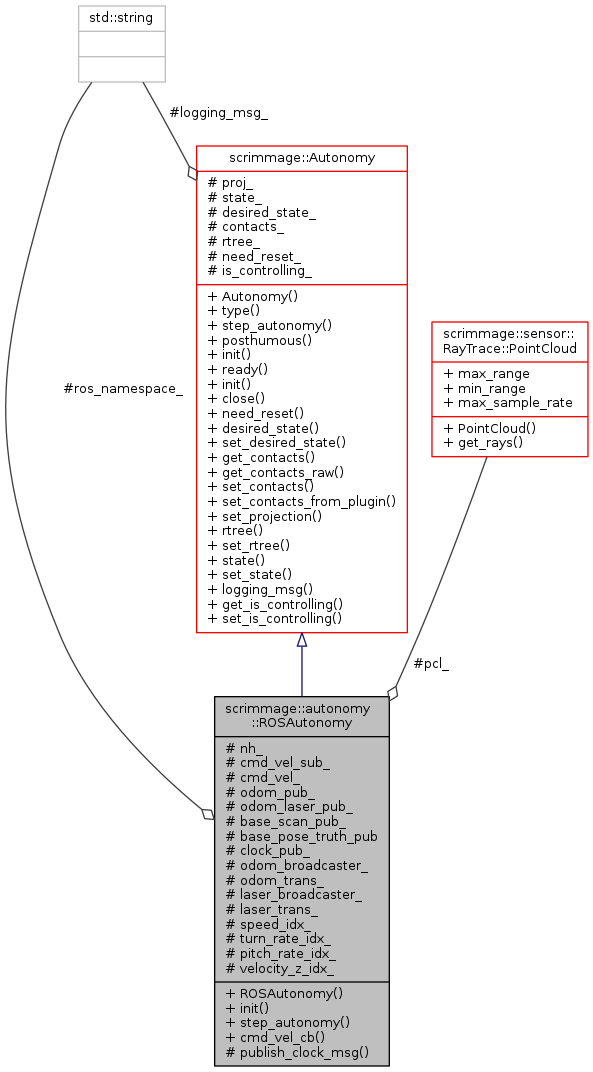 std::string
#logging_msg_
scrimmage::Autonomy
# proj_
# state_
# desired_state_
# contacts_
# rtree_
# need_reset_
# is_controlling_
+ Autonomy()
+ type()
+ step_autonomy()
+ posthumous()
+ init()
+ ready()
+ init()
+ close()
+ need_reset()
+ desired_state()
+ set_desired_state()
+ get_contacts()
+ get_contacts_raw()
+ set_contacts()
+ set_contacts_from_plugin()
+ set_projection()
+ rtree()
+ set_rtree()
+ state()
+ set_state()
+ logging_msg()
+ get_is_controlling()
+ set_is_controlling()
scrimmage::sensor::
RayTrace::PointCloud
+ max_range
+ min_range
+ max_sample_rate
+ PointCloud()
+ get_rays()
#ros_namespace_
#pcl_
scrimmage::autonomy
::ROSAutonomy
# nh_
# cmd_vel_sub_
# cmd_vel_
# odom_pub_
# odom_laser_pub_
# base_scan_pub_
# base_pose_truth_pub
# clock_pub_
# odom_broadcaster_
# odom_trans_
# laser_broadcaster_
# laser_trans_
# speed_idx_
# turn_rate_idx_
# pitch_rate_idx_
# velocity_z_idx_
+ ROSAutonomy()
+ init()
+ step_autonomy()
+ cmd_vel_cb()
# publish_clock_msg()